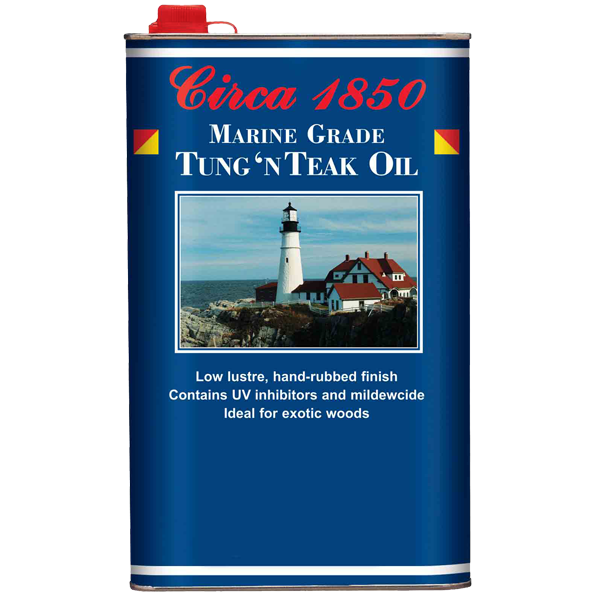 Circa 1850
Marine Grade
Tung ‘n Teak Oil
Low lustre, hand-rubbed finish
Contains UV inhibitors and mildewcide
Ideal for exotic woods